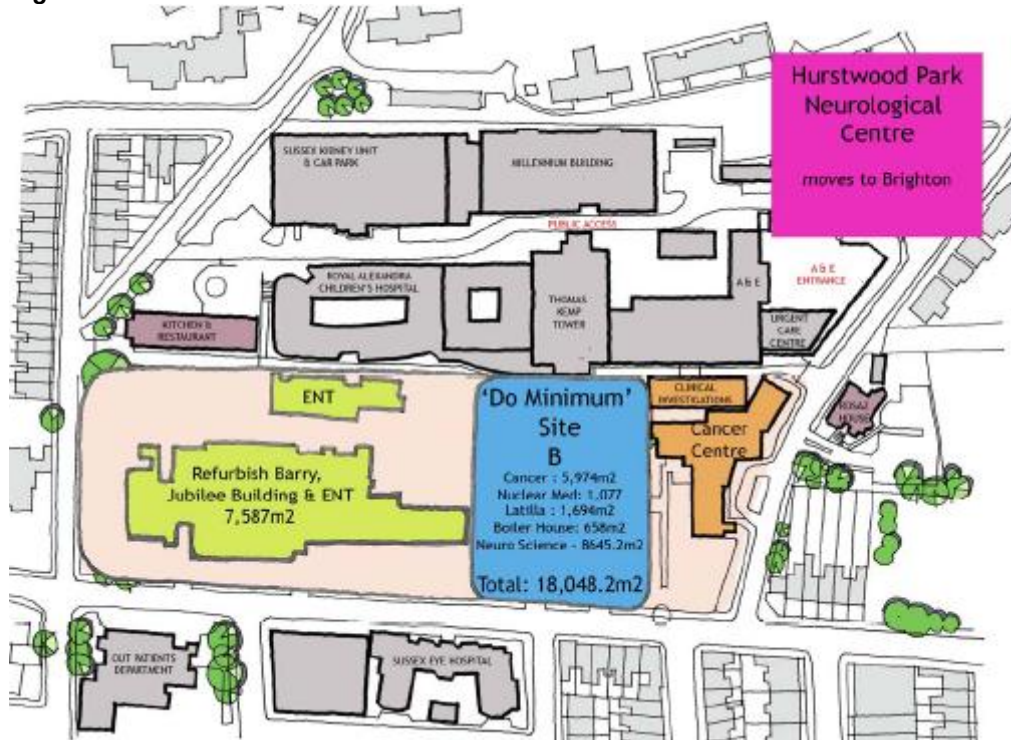 Hurstwood Park
Neurological
Centre
moves to Brighton
SUSSEX KIDNEY UNIT
& CAR PARK
MILLENNIUM BUILDING
PUBLIC ACCESS
ROYAL ALEXANDRA
CHILDREN'S HOSPITAL
THOMAS
KEMP
TOWER
A & E
A & E
ENTRANCE
URGENT
CARE
CENTRE
KITCHEN &
RESTAURANT
ENT
'Do Minimum'
Site
B
Cancer : 5,974m2
Nuclear Med: 1,077
Latilla : 1,694m2
Boiler House: 658m2
Neuro Science - 8645.2m2
Total: 18,048.2m2
CLINICAL
INVESTIGATIONS
Cancer
Centre
ROSAZ
HOUSE
Refurbish Barry,
Jubilee Building & ENT
7,587m2
OUT PATIENTS
DEPARTMENT
SUSSEX EYE HOSPITAL